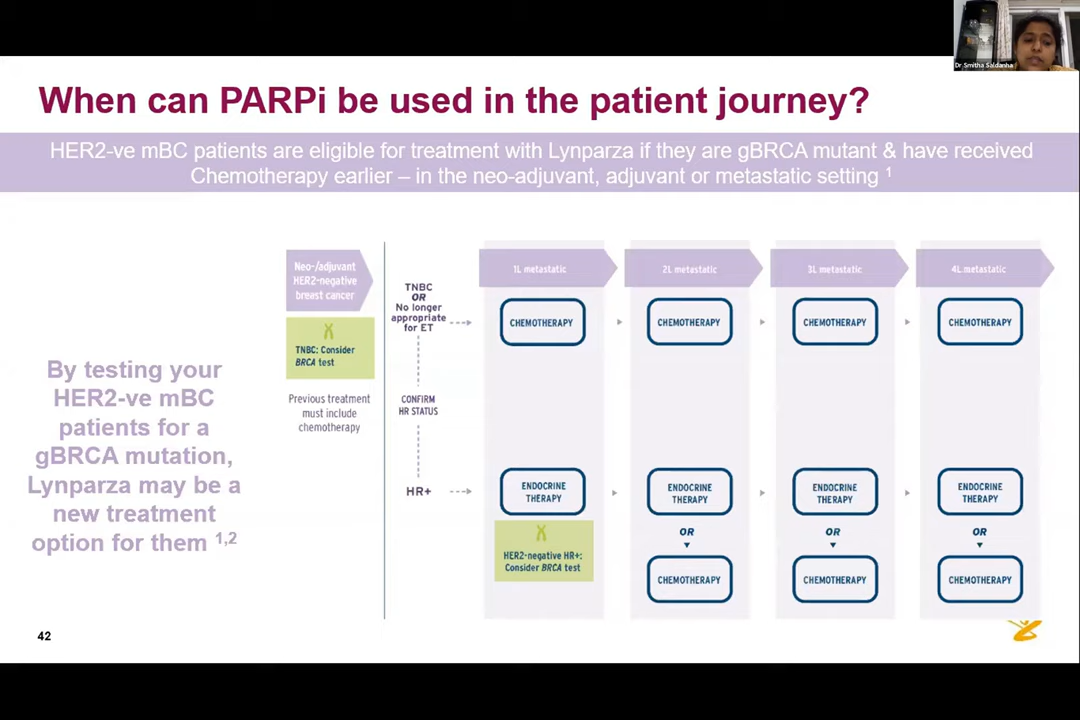 Dr Smitha Saldanha
When can PARPi be used in the patient journey?
HER2-ve mBC patients are eligible for treatment with Lynparza if they are gBRCA mutant & have received
Chemotherapy earlier – in the neo-adjuvant, adjuvant or metastatic setting 1
By testing your
HER2-ve mBC
patients for a
gBRCA mutation,
Lynparza may be a
new treatment
option for them 1,2
Neo-/adjuvant
HER2-negative
breast cancer
TNBC: Consider
BRCA test
Previous treatment
must include
chemotherapy
TNBC
OR
No longer
appropriate
for ET
CONFIRM
HR STATUS
HR+
1L metastatic
2L metastatic
3L metastatic
4L metastatic
CHEMOTHERAPY
CHEMOTHERAPY
CHEMOTHERAPY
CHEMOTHERAPY
ENDOCRINE
THERAPY
ENDOCRINE
THERAPY
ENDOCRINE
THERAPY
ENDOCRINE
THERAPY
HER2-negative HR+:
Consider BRCA test
OR
OR
OR
CHEMOTHERAPY
CHEMOTHERAPY
CHEMOTHERAPY
42